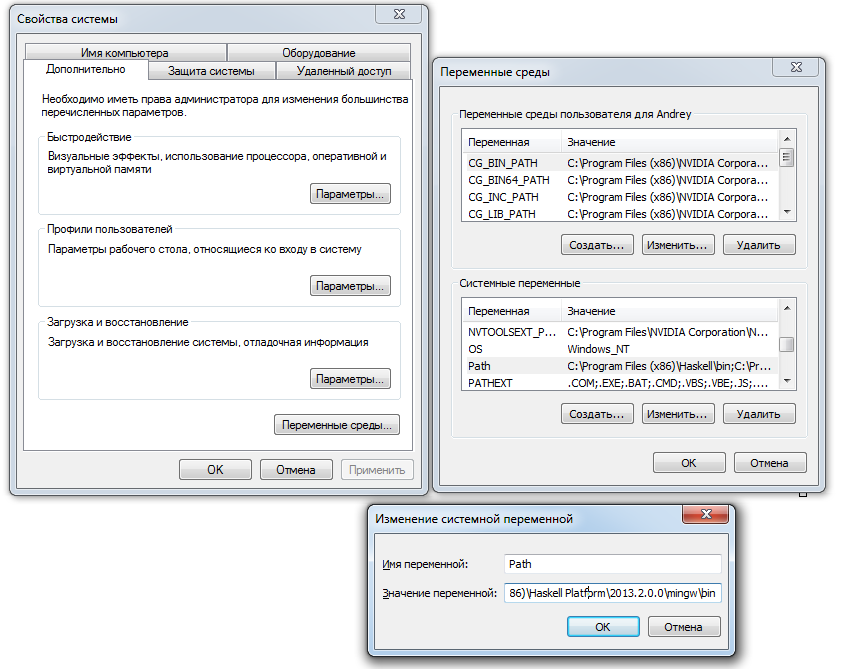 Свойства системы
Имя компьютера
Оборудование
Дополнительно
Защита системы
Удаленный доступ
Необходимо иметь права администратора для изменения большинства
перечисленных параметров.
Быстродействие
Визуальные эффекты, использование процессора, оперативной и
виртуальной памяти
Параметры...
Профили пользователей
Параметры рабочего стола, относящиеся ко входу в систему
Параметры...
Загрузка и восстановление
Загрузка и восстановление системы, отладочная информация
Параметры...
Переменные среды...
ОК
Отмена
Применить
Переменные среды
Переменные среды пользователя для Andrey
Переменная Значение
CG_BIN_PATH C:\Program Files (x86)\NVIDIA Corpora...
CG_BIN64_PATH C:\Program Files (x86)\NVIDIA Corpora...
CG_INC_PATH C:\Program Files (x86)\NVIDIA Corpora...
CG_LIB_PATH C:\Program Files (x86)\NVIDIA Corpora...
Создать...
Изменить...
Удалить
Системные переменные
Переменная Значение
NVTOOLSEXT_P... C:\Program Files\NVIDIA Corporation\N...
OS Windows_NT
Path C:\Program Files (x86)\Haskell\bin;C:\Pr...
PATHEXT .COM;.EXE;.BAT;.CMD;.VBS;.VBE;.JS;....
Создать...
Изменить...
Удалить
ОК
Отмена
Изменение системной переменной
Имя переменной: Path
Значение переменной: 86)\Haskell Platform\2013.2.0.0\mingw\bin
ОК
Отмена